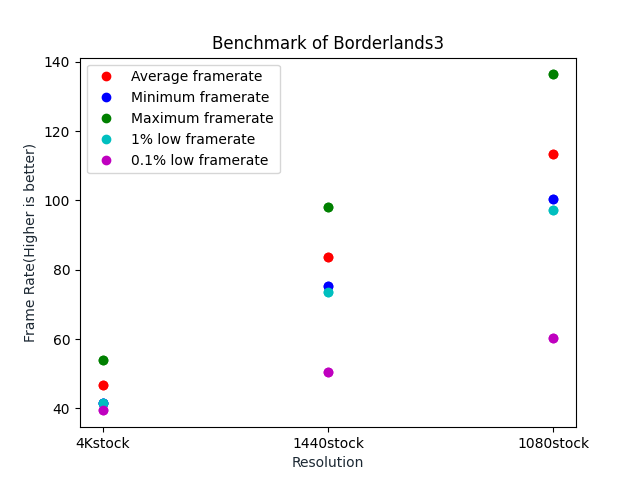 Benchmark of Borderlands3
140
120
100
80
60
40
Frame Rate(Higher is better)
Average framerate
Minimum framerate
Maximum framerate
1% low framerate
0.1% low framerate
4Kstock
1440stock
1080stock
Resolution